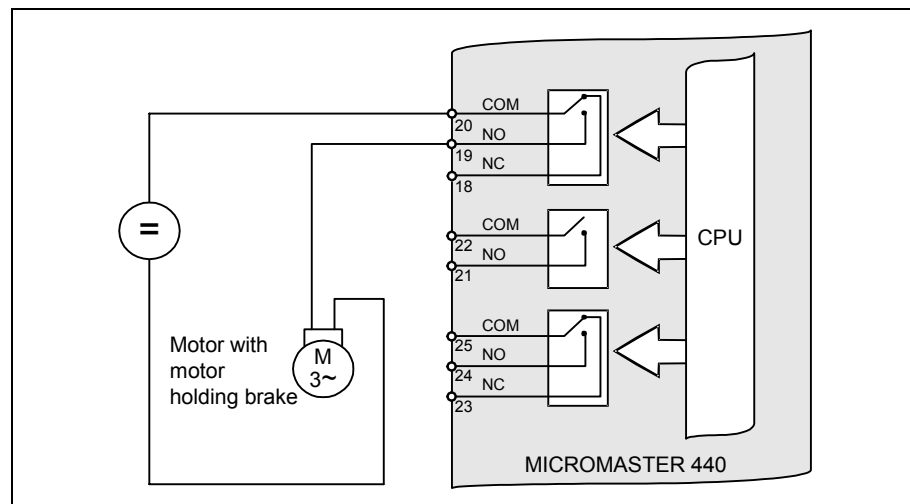 COM
20
NO
19
NC
18
COM
22
NO
21
COM
25
NO
24
NC
23
CPU
=
Motor with
motor
holding brake
M
3~
MICROMASTER 440